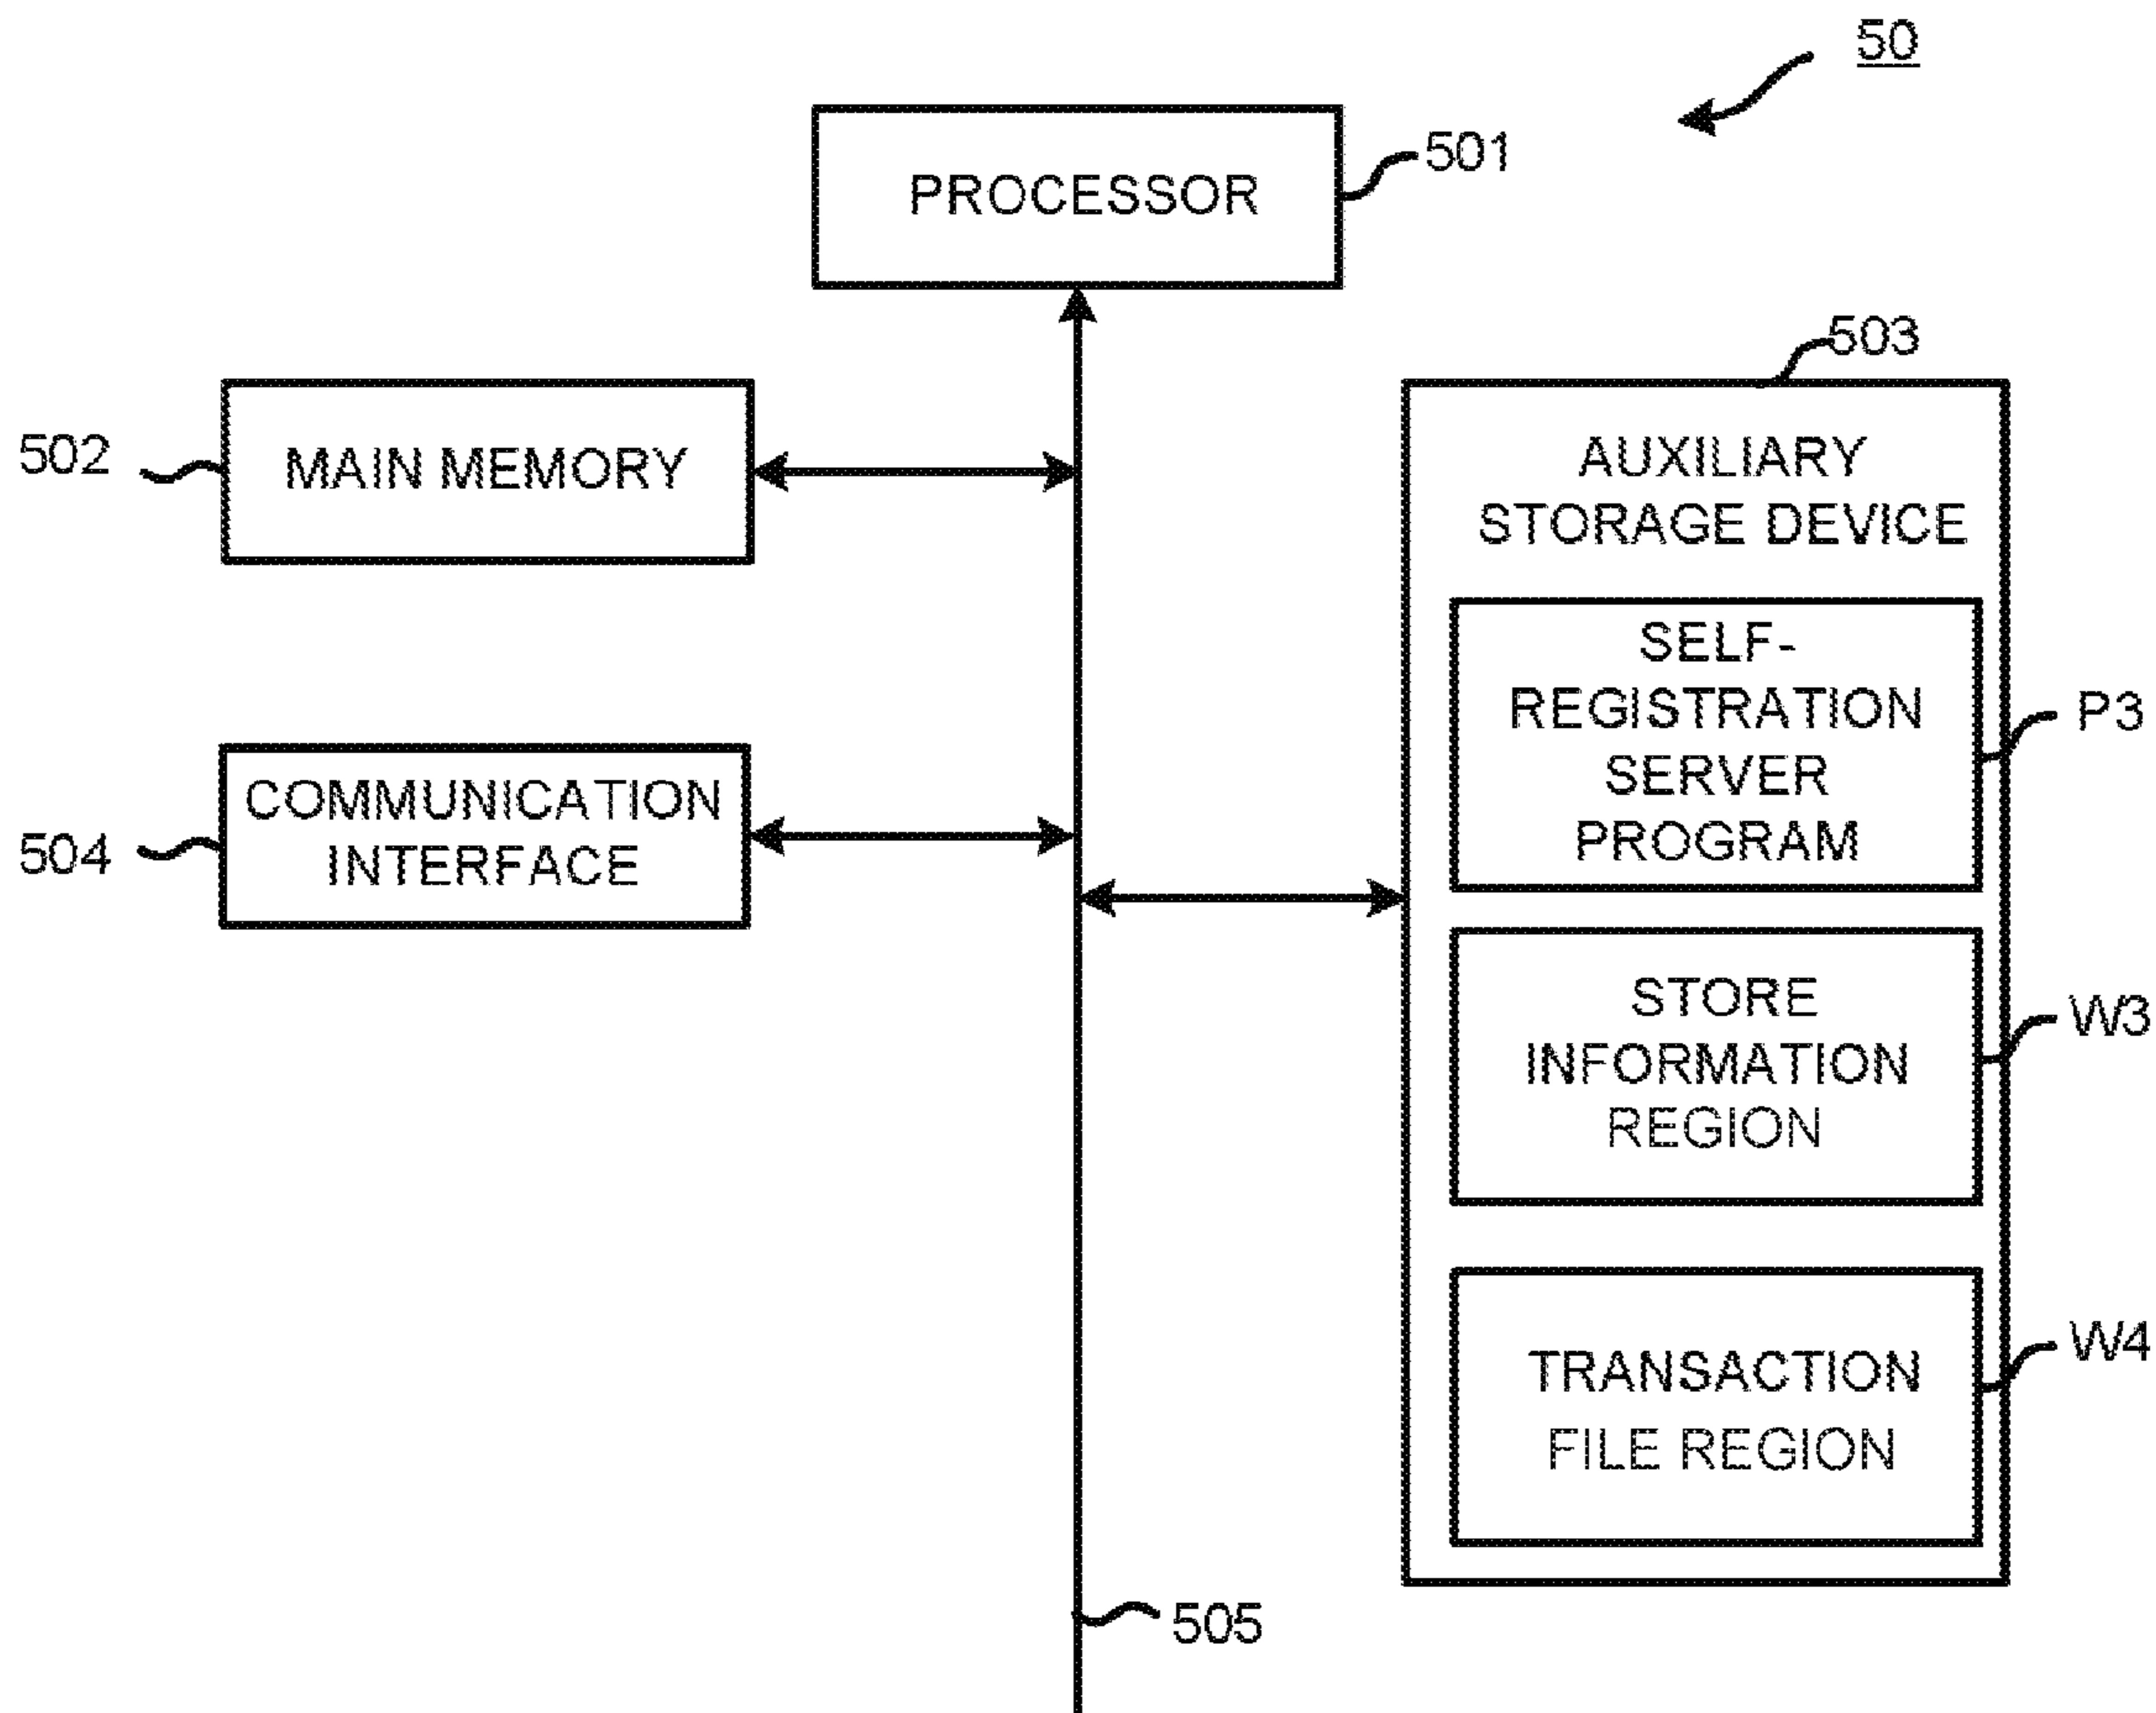 50
PROCESSOR
501
502
MAIN MEMORY
503
AUXILIARY
STORAGE DEVICE
SELF-
REGISTRATION
SERVER
PROGRAM
P3
504
COMMUNICATION
INTERFACE
STORE
INFORMATION
REGION
W3
TRANSACTION
FILE REGION
W4
505